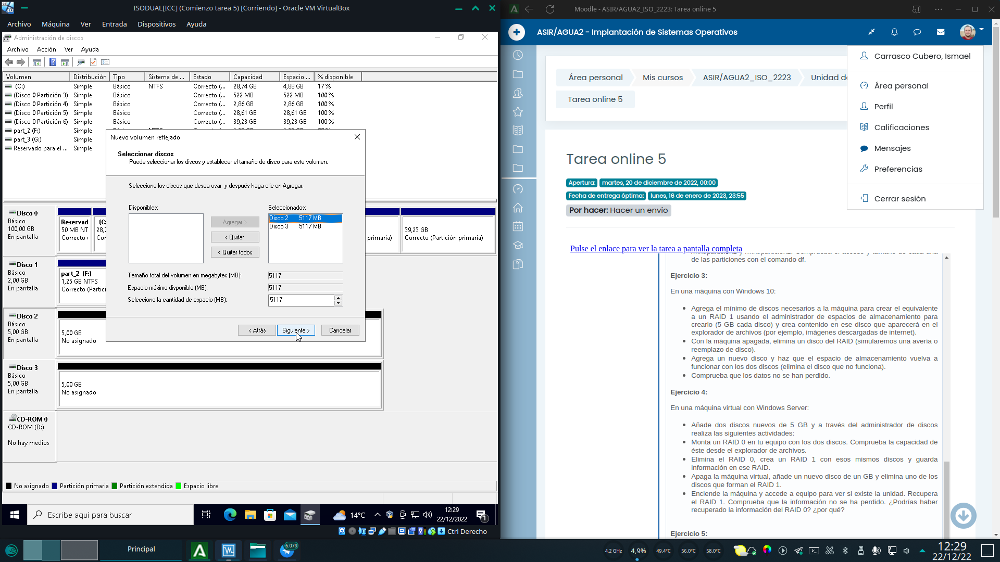 ISODUAL[ICC] (Comienzo tarea 5) [Corriendo] - Oracle VM VirtualBox
Archivo Máquina Ver Entrada Dispositivos Ayuda
Administración de discos
Archivo Acción Ver Ayuda
Volumen Distribución Tipo Sistema de ... Estado Capacidad Espacio ... % disponible
(C:) Simple Básico NTFS Correcto (... 28,74 GB 4,88 GB 17 %
(Disco 0 Partición 3) Simple Básico Correcto (... 522 MB 522 MB 100 %
(Disco 0 Partición 4) Simple Básico Correcto (... 2,86 GB 2,86 GB 100 %
(Disco 0 Partición 5) Simple Básico Correcto (... 28,61 GB 28,61 GB 100 %
(Disco 0 Partición 6) Simple Básico Correcto (... 39,23 GB 39,23 GB 100 %
part_2 (F:) Simple
part_3 (G:) Simple
Reservado para el ... Simple
Nuevo volumen reflejado
Seleccionar discos
Puede seleccionar los discos y establecer el tamaño de disco para este volumen.
Seleccione los discos que desea usar y después haga clic en Agregar.
Disponibles: Seleccionados:
Agregar >
< Quitar
< Quitar todos
Disco 2 5117 MB
Disco 3 5117 MB
Tamaño total del volumen en megabytes (MB): 5117
Espacio máximo disponible (MB): 5117
Seleccione la cantidad de espacio (MB): 5117
< Atrás Siguiente > Cancelar
Disco 0
Básico
100,00 GB
En pantalla
Reservad
50 MB NT
Correcto
(C:
28,7
Cor
primaria)
39,23 GB
Correcto (Partición primaria)
Disco 1
Básico
2,00 GB
En pantalla
part_2 (F:)
1,25 GB NTFS
Correcto (Partici
Disco 2
Básico
5,00 GB
En pantalla
5,00 GB
No asignado
Disco 3
Básico
5,00 GB
En pantalla
5,00 GB
No asignado
CD-ROM 0
CD-ROM (D:)
No hay medios
No asignado Partición primaria Partición extendida Espacio libre
Escribe aquí para buscar
14°C
12:29
22/12/2022
1
Ctrl Derecho
Moodle - ASIR/AGUA2_ISO_2223: Tarea online 5
ASIR/AGUA2 - Implantación de Sistemas Operativos
Carrasco Cubero, Ismael
Área personal
Perfil
Calificaciones
Mensajes
Preferencias
Cerrar sesión
Área personal Mis cursos ASIR/AGUA2_ISO_2223 Unidad de
Tarea online 5
Tarea online 5
Apertura: martes, 20 de diciembre de 2022, 00:00
Fecha de entrega óptima: lunes, 16 de enero de 2023, 23:55
Por hacer: Hacer un envío
Pulse el enlace para ver la tarea a pantalla completa
de las particiones con el comando df.
Ejercicio 3:
En una máquina con Windows 10:
Agrega el mínimo de discos necesarios a la máquina para crear el equivalente
a un RAID 1 usando el administrador de espacios de almacenamiento para
crearlo (5 GB cada disco) y crea contenido en ese disco que aparecerá en el
explorador de archivos (por ejemplo, imágenes descargadas de internet).
Con la máquina apagada, elimina un disco del RAID (simularemos una avería o
reemplazo de disco).
Agrega un nuevo disco y haz que el espacio de almacenamiento vuelva a
funcionar con los dos discos (elimina el disco que no funciona).
Comprueba que los datos no se han perdido.
Ejercicio 4:
En una máquina virtual con Windows Server:
Añade dos discos nuevos de 5 GB y a través del administrador de discos
realiza las siguientes actividades:
Monta un RAID 0 en tu equipo con los dos discos. Comprueba la capacidad de
éste desde el explorador de archivos.
Elimina el RAID 0, crea un RAID 1 con esos mismos discos y guarda
información en ese RAID.
Apaga la máquina virtual, añade un nuevo disco de un GB y elimina uno de los
discos que forman el RAID 1.
Enciende la máquina y accede a equipo para ver si existe la unidad. Recupera
el RAID 1. Comprueba que la información no se ha perdido. ¿Podrías haber
recuperado la información del RAID 0? ¿por qué?
Ejercicio 5:
Principal
6.079
4,2 GHz 4,9% 49,4°C 56,0°C 58,0°C
12:29
22/12/22